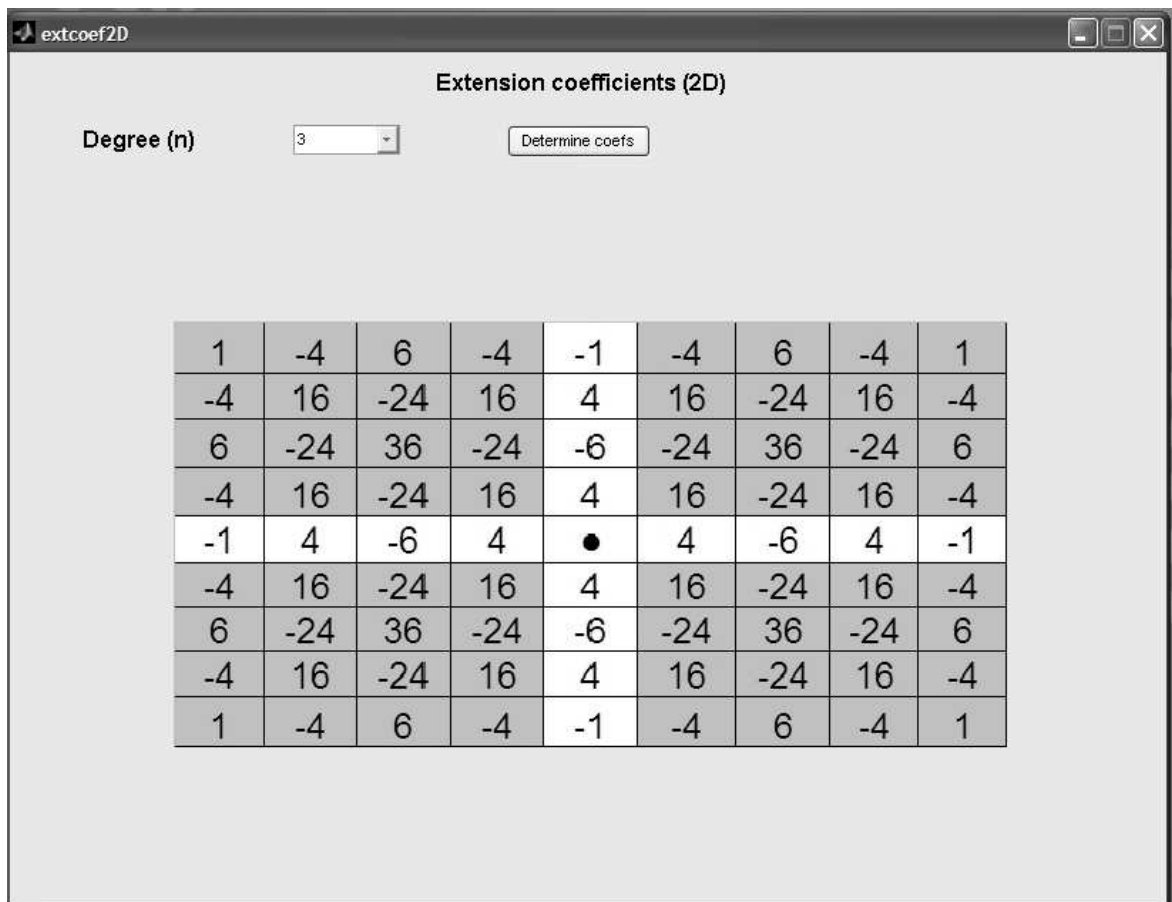 extcoef2D
Extension coefficients (2D)
Degree (n) 3 Determine coefs
1 -4 6 -4 -1 -4 6 -4 1
-4 16 -24 16 4 16 -24 16 -4
6 -24 36 -24 -6 -24 36 -24 6
-4 16 -24 16 4 16 -24 16 -4
-1 4 -6 4 ● 4 -6 4 -1
-4 16 -24 16 4 16 -24 16 -4
6 -24 36 -24 -6 -24 36 -24 6
-4 16 -24 16 4 16 -24 16 -4
1 -4 6 -4 -1 -4 6 -4 1